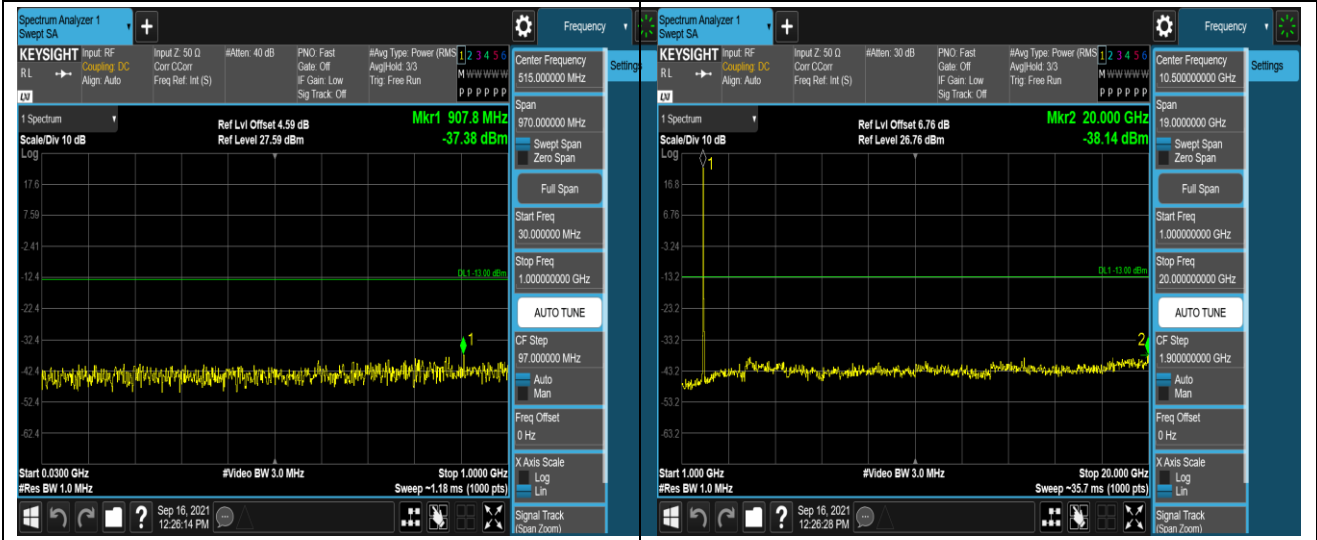 Spectrum Analyzer 1
Swept SA
+
Frequency
KEYSIGHT
RL
LXI
Input: RF
Coupling: DC
Align: Auto
Input Z: 50 Ω
Corr CCorr
Freq Ref: Int (S)
#Atten: 40 dB
PNO: Fast
Gate: Off
IF Gain: Low
Sig Track: Off
#Avg Type: Power (RMS
Avg|Hold: 3/3
Trig: Free Run
1 2 3 4 5 6
M W W W W W
P P P P P P
1 Spectrum
Scale/Div 10 dB
Log
Ref Lvl Offset 4.59 dB
Ref Level 27.59 dBm
Mkr1 907.8 MHz
-37.38 dBm
17.6
7.59
-2.41
-12.4
-22.4
-32.4
-42.4
-52.4
-62.4
DL1 -13.00 dBm
1
Start 0.0300 GHz
#Res BW 1.0 MHz
#Video BW 3.0 MHz
Stop 1.0000 GHz
Sweep ~1.18 ms (1000 pts)
Sep 16, 2021
12:26:14 PM
Center Frequency
515.000000 MHz
Span
970.000000 MHz
Swept Span
Zero Span
Full Span
Start Freq
30.000000 MHz
Stop Freq
1.000000000 GHz
AUTO TUNE
CF Step
97.000000 MHz
Auto
Man
Freq Offset
0 Hz
X Axis Scale
Log
Lin
Signal Track
(Span Zoom)
Settings
Spectrum Analyzer 1
Swept SA
+
Frequency
KEYSIGHT
RL
LXI
Input: RF
Coupling: DC
Align: Auto
Input Z: 50 Ω
Corr CCorr
Freq Ref: Int (S)
#Atten: 30 dB
PNO: Fast
Gate: Off
IF Gain: Low
Sig Track: Off
#Avg Type: Power (RMS
Avg|Hold: 3/3
Trig: Free Run
1 2 3 4 5 6
M W W W W W
P P P P P P
1 Spectrum
Scale/Div 10 dB
Log
Ref Lvl Offset 6.76 dB
Ref Level 26.76 dBm
Mkr2 20.000 GHz
-38.14 dBm
1
16.8
6.76
-3.24
-13.2
-23.2
-33.2
-43.2
-53.2
-63.2
DL1 -13.00 dBm
2
Start 1.000 GHz
#Res BW 1.0 MHz
#Video BW 3.0 MHz
Stop 20.000 GHz
Sweep ~35.7 ms (1000 pts)
Sep 16, 2021
12:26:28 PM
Center Frequency
10.500000000 GHz
Span
19.0000000 GHz
Swept Span
Zero Span
Full Span
Start Freq
1.000000000 GHz
Stop Freq
20.000000000 GHz
AUTO TUNE
CF Step
1.900000000 GHz
Auto
Man
Freq Offset
0 Hz
X Axis Scale
Log
Lin
Signal Track
(Span Zoom)
Settings